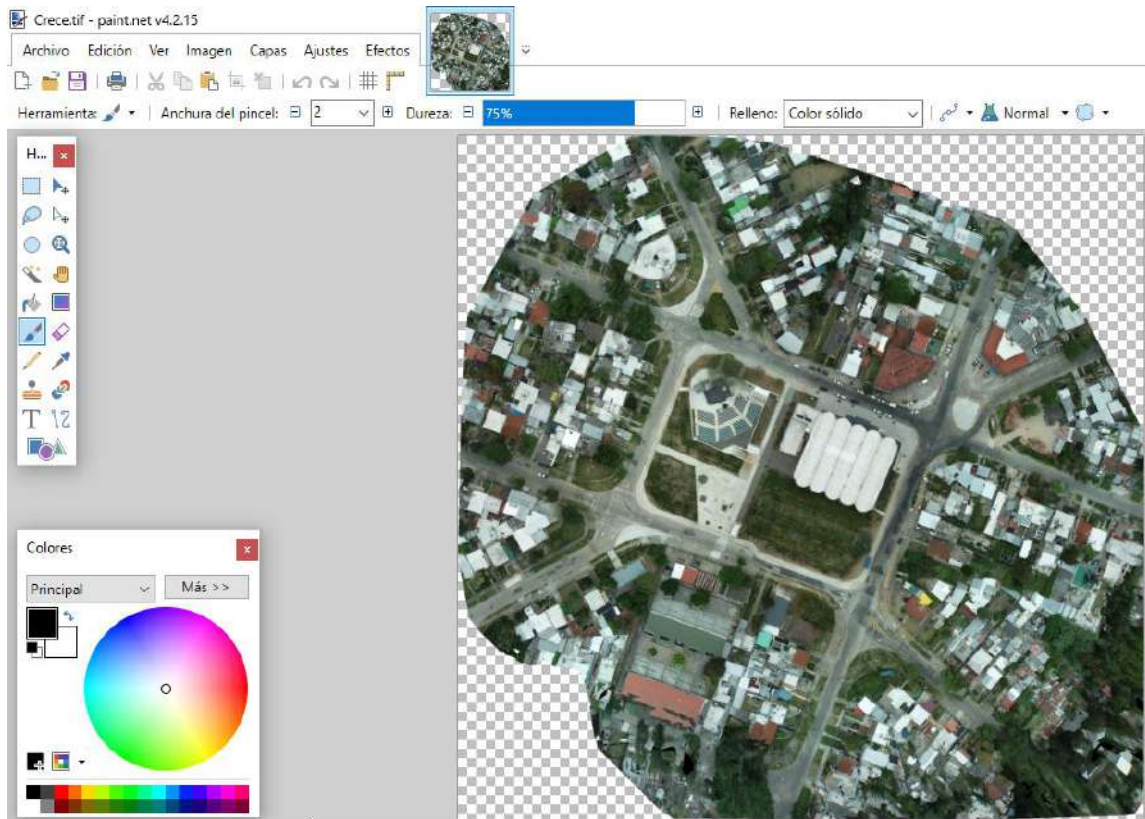 Crece.tif - paint.net v4.2.15
Archivo Edición Ver Imagen Capas Ajustes Efectos
Herramienta: Anchura del pincel: 2 Dureza: 75% Relleno: Color sólido Normal
H...
T
Colores
Principal Más >>